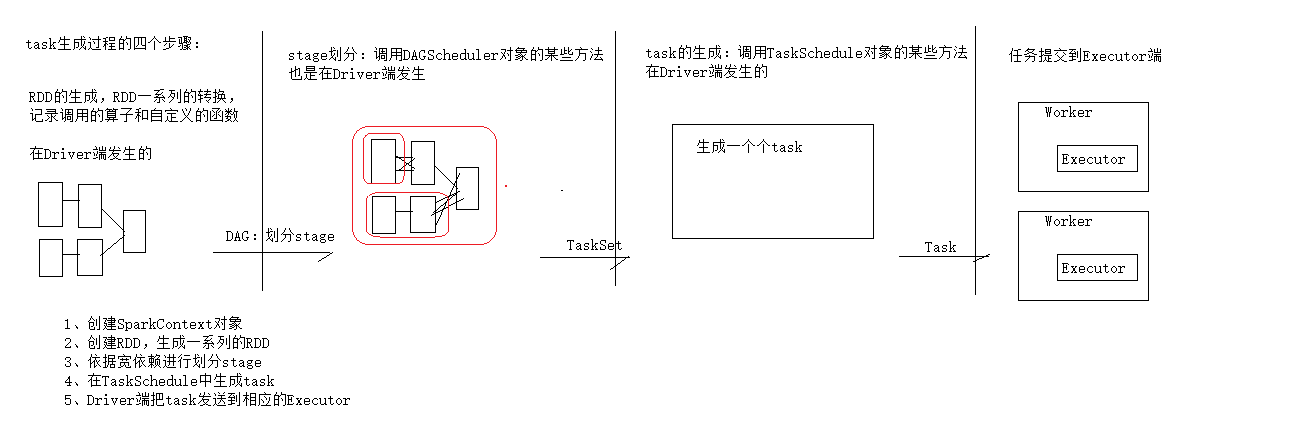 task生成过程的四个步骤：
RDD的生成，RDD一系列的转换，
记录调用的算子和自定义的函数
在Driver端发生的
DAG：划分stage
stage划分：调用DAGScheduler对象的某些方法
也是在Driver端发生
TaskSet
task的生成：调用TaskSchedule对象的某些方法
在Driver端发生的
生成一个个task
Task
任务提交到Executor端
Worker
Executor
Worker
Executor
1、创建SparkContext对象
2、创建RDD，生成一系列的RDD
3、依据宽依赖进行划分stage
4、在TaskSchedule中生成task
5、Driver端把task发送到相应的Executor